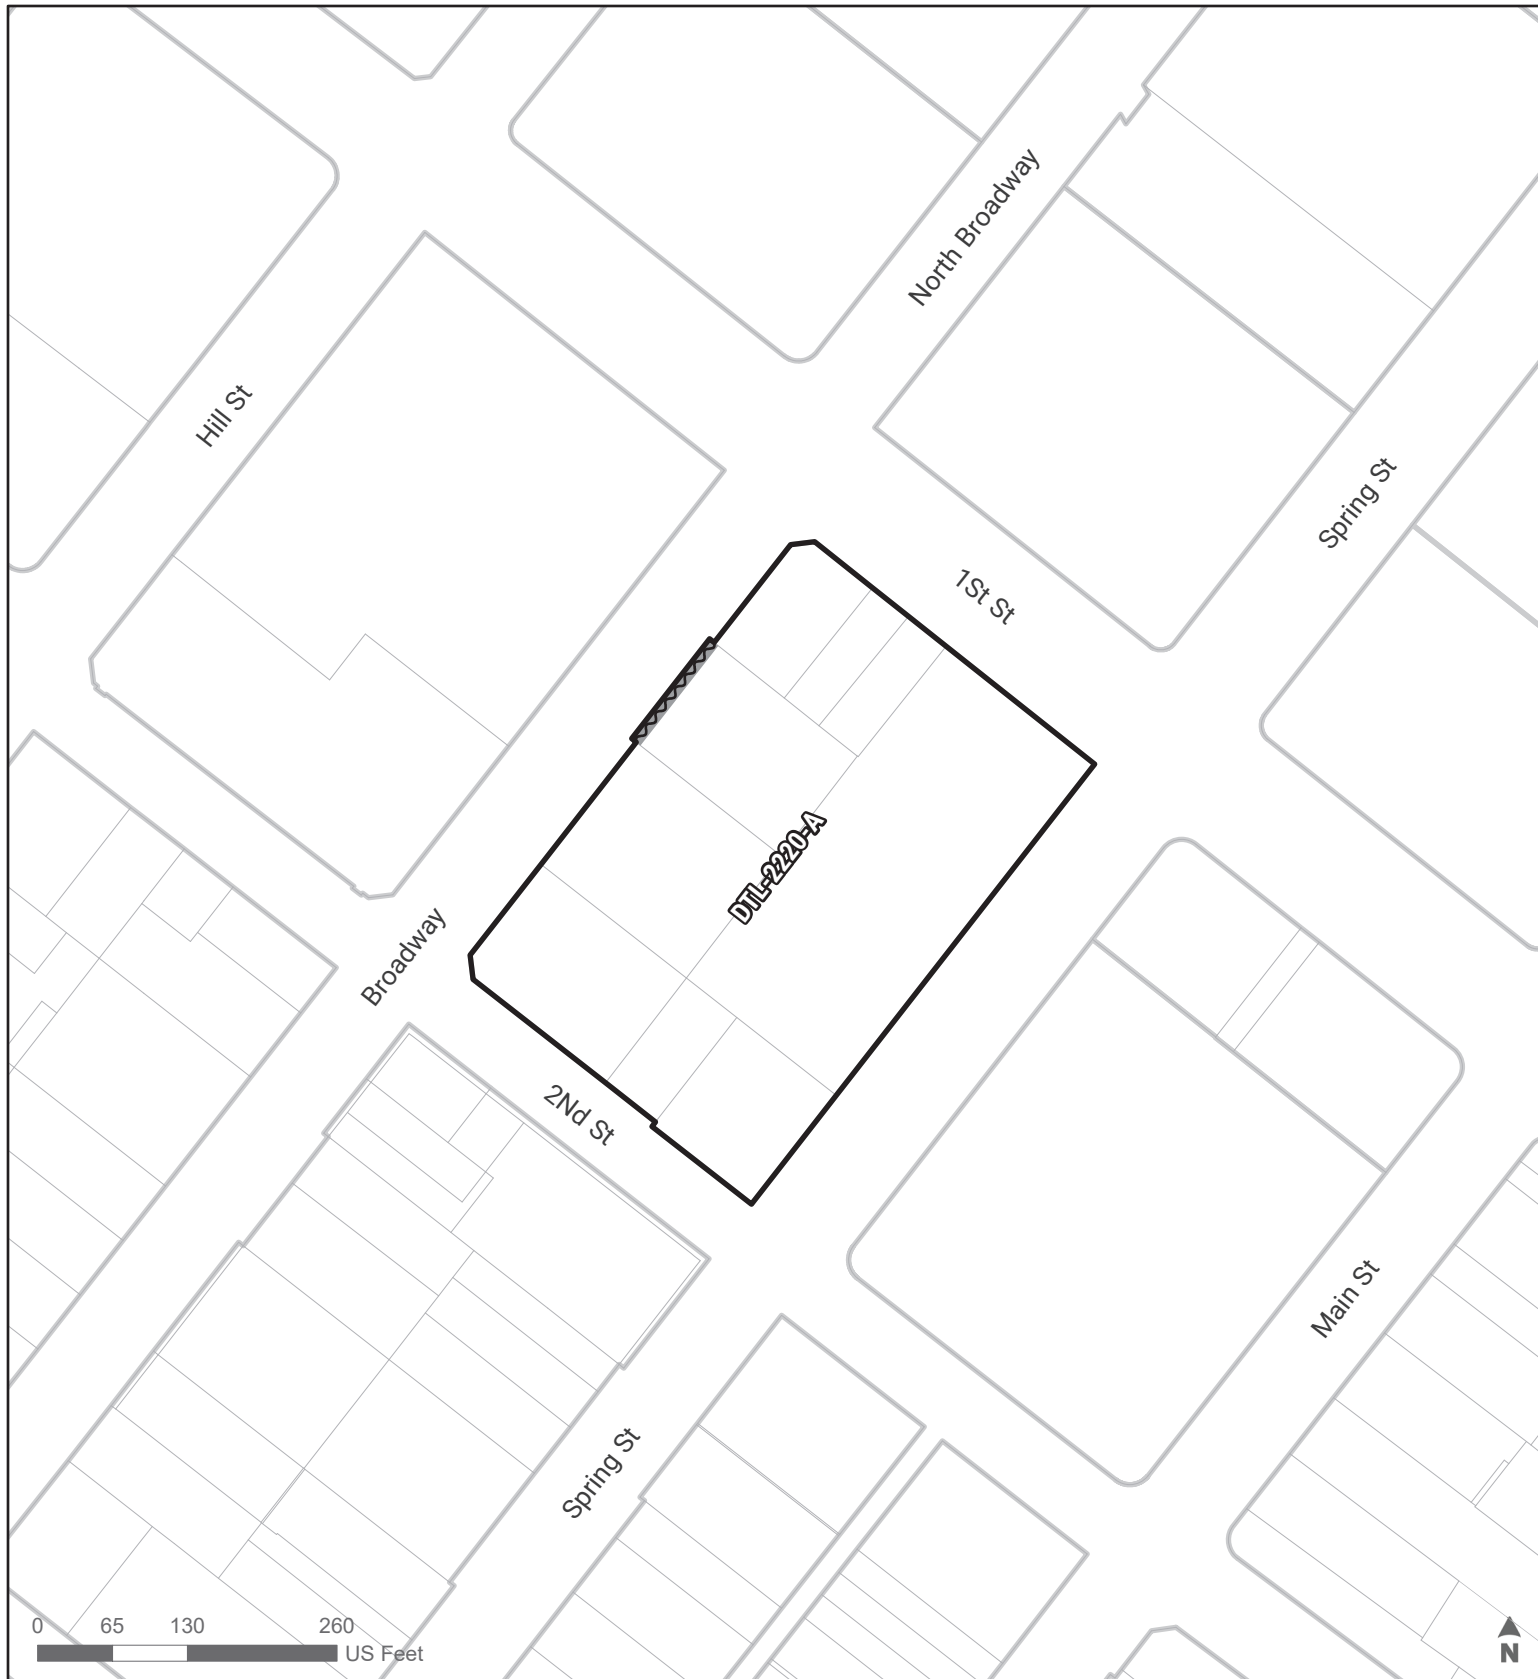 North Broadway
Hill St
Spring St
1St St
DTL-2220-A
Broadway
2Nd St
Main St
Spring St
0 65 130 260
US Feet
N